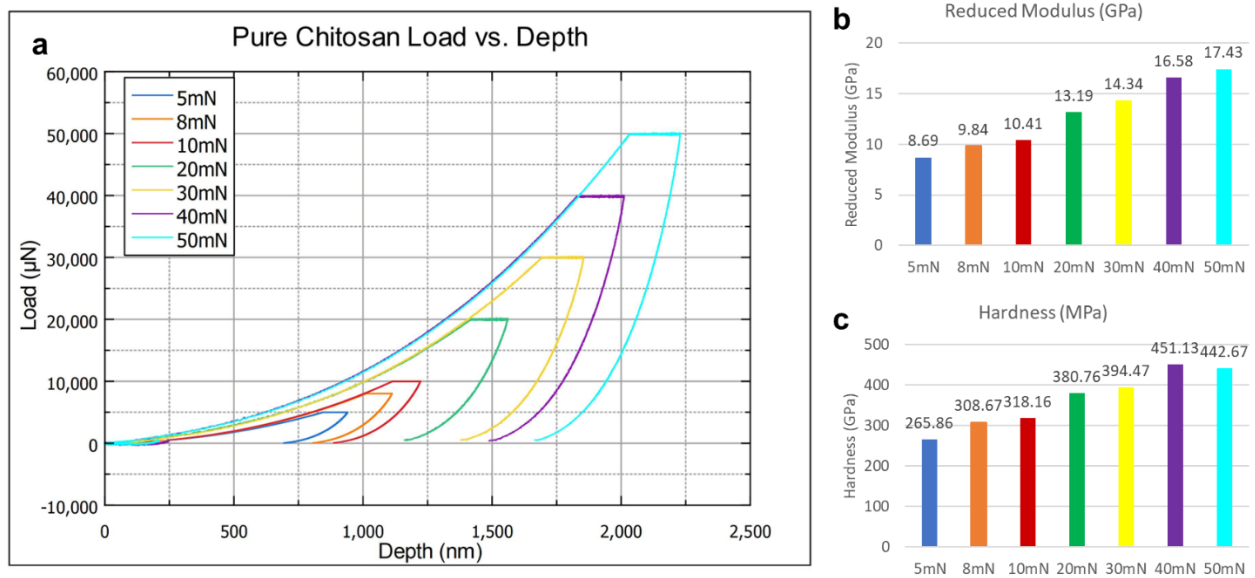 a
Pure Chitosan Load vs. Depth
60,000
50,000
40,000
30,000
20,000
10,000
0
-10,000
Load (µN)
5mN
8mN
10mN
20mN
30mN
40mN
50mN
0 500 1,000 1,500 2,000 2,500
Depth (nm)
b
Reduced Modulus (GPa)
Reduced Modulus (GPa)
20
15
10
5
0
8.69 9.84 10.41 13.19 14.34 16.58 17.43
5mN 8mN 10mN 20mN 30mN 40mN 50mN
c
Hardness (MPa)
Hardness (GPa)
500
400
300
200
100
0
265.86 308.67 318.16 380.76 394.47 451.13 442.67
5mN 8mN 10mN 20mN 30mN 40mN 50mN